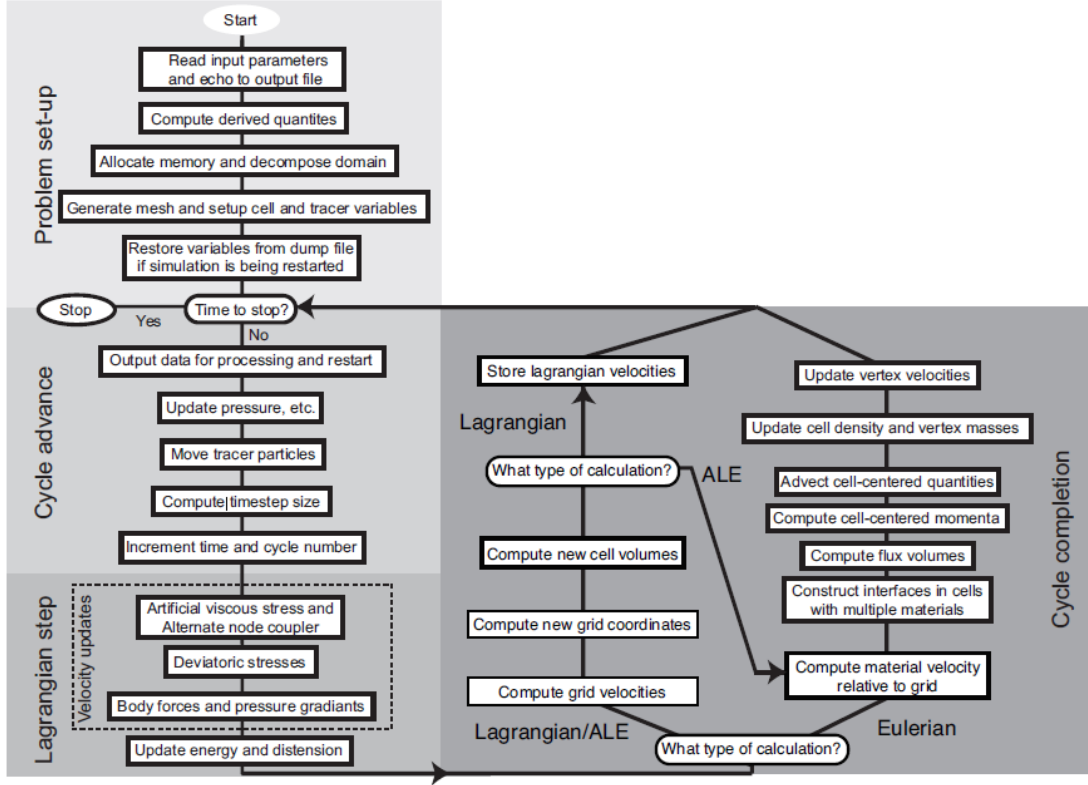 Start
Read input parameters
and echo to output file
Compute derived quantites
Allocate memory and decompose domain
Generate mesh and setup cell and tracer variables
Restore variables from dump file
if simulation is being restarted
Problem set-up
Stop
Yes
Time to stop?
No
Output data for processing and restart
Update pressure, etc.
Move tracer particles
Compute|timestep size
Increment time and cycle number
Cycle advance
Artificial viscous stress and
Alternate node coupler
Deviatoric stresses
Body forces and pressure gradiants
Velocity updates
Update energy and distension
Lagrangian step
Store lagrangian velocities
Lagrangian
What type of calculation?
ALE
Compute new cell volumes
Compute new grid coordinates
Compute grid velocities
Lagrangian/ALE
What type of calculation?
Eulerian
Update vertex velocities
Update cell density and vertex masses
Advect cell-centered quantities
Compute cell-centered momenta
Compute flux volumes
Construct interfaces in cells
with multiple materials
Compute material velocity
relative to grid
Cycle completion